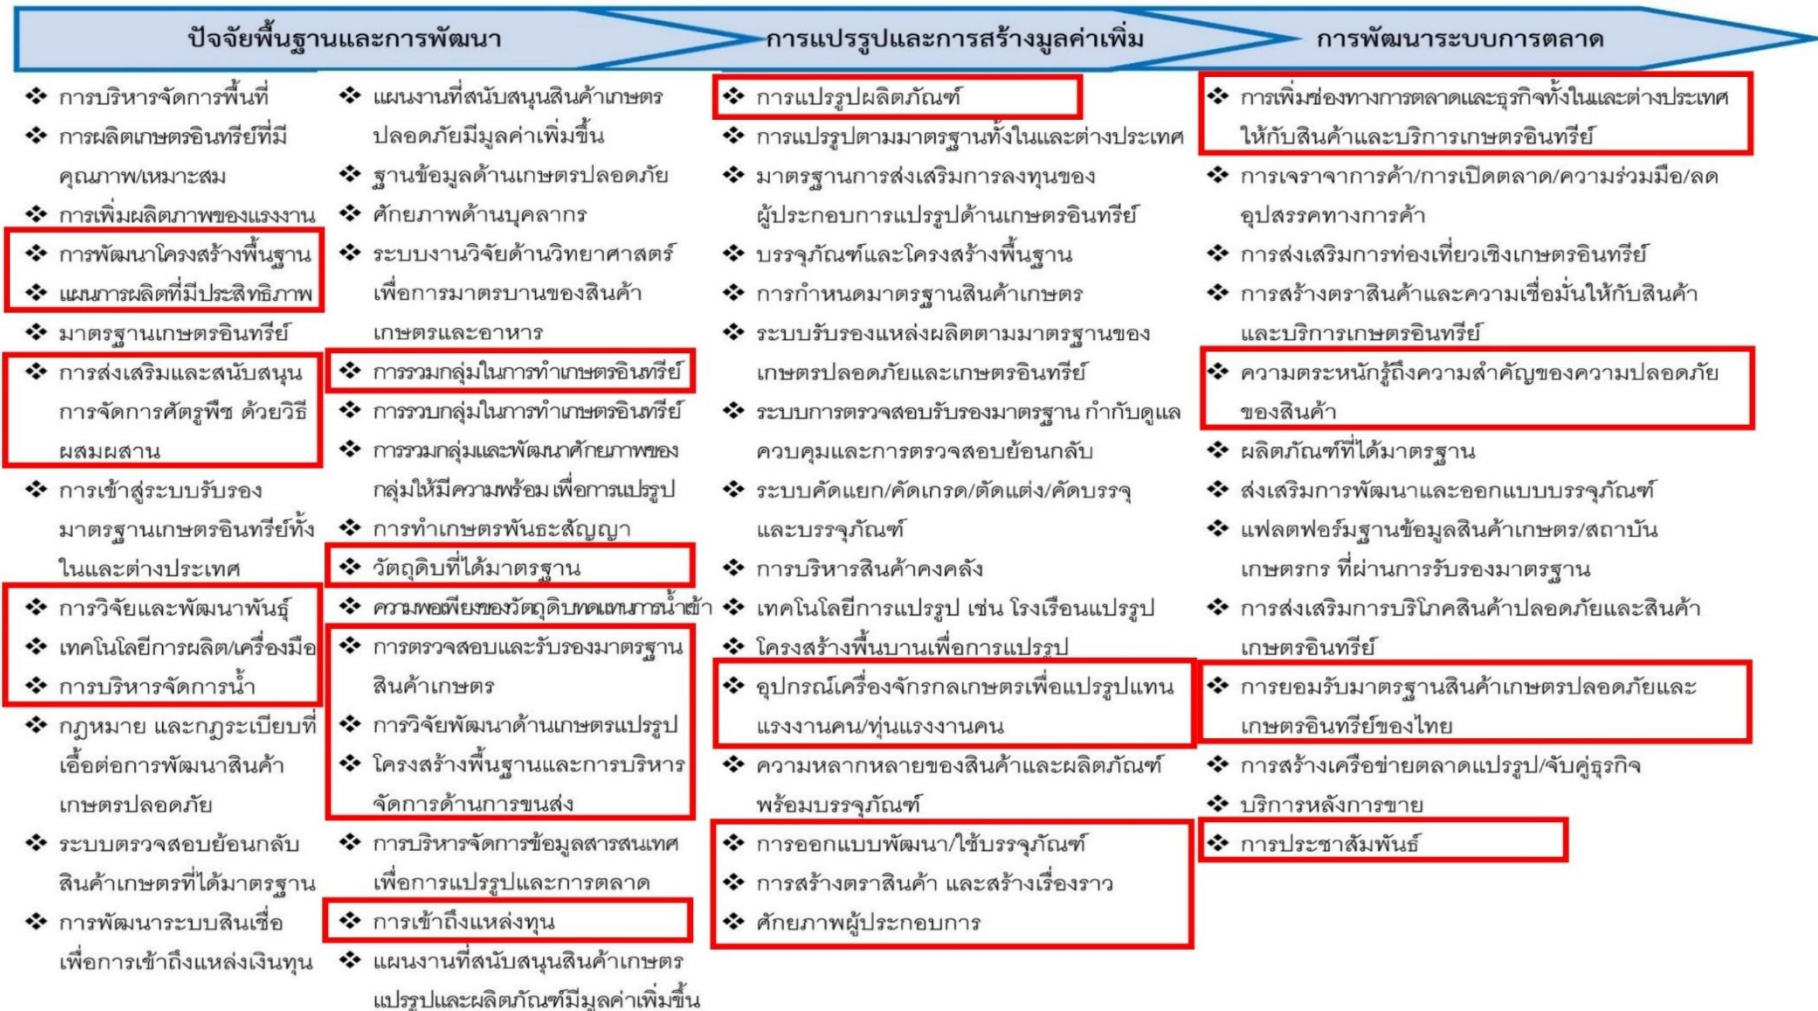 ปัจจัยพื้นฐานและการพัฒนา
การแปรรูปและการสร้างมูลค่าเพิ่ม
การพัฒนาระบบการตลาด
❖ การบริหารจัดการพื้นที่
❖ การผลิตเกษตรอินทรีย์ที่มี
คุณภาพ/เหมาะสม
❖ การเพิ่มผลิตภาพของแรงงาน
❖ การพัฒนาโครงสร้างพื้นฐาน
❖ แผนการผลิตที่มีประสิทธิภาพ
❖ มาตรฐานเกษตรอินทรีย์
❖ การส่งเสริมและสนับสนุน
การจัดการศัตรูพืช ด้วยวิธี
ผสมผสาน
❖ การเข้าสู่ระบบรับรอง
มาตรฐานเกษตรอินทรีย์ทั้ง
ในและต่างประเทศ
❖ การวิจัยและพัฒนาพันธุ์
❖ เทคโนโลยีการผลิต/เครื่องมือ
❖ การบริหารจัดการน้ำ
❖ กฎหมาย และกฎระเบียบที่
เอื้อต่อการพัฒนาสินค้า
เกษตรปลอดภัย
❖ ระบบตรวจสอบย้อนกลับ
สินค้าเกษตรที่ได้มาตรฐาน
❖ การพัฒนาระบบสินเชื่อ
เพื่อการเข้าถึงแหล่งเงินทุน
❖ แผนงานที่สนับสนุนสินค้าเกษตร
ปลอดภัยมีมูลค่าเพิ่มขึ้น
❖ ฐานข้อมูลด้านเกษตรปลอดภัย
❖ ศักยภาพด้านบุคลากร
❖ ระบบงานวิจัยด้านวิทยาศาสตร์
เพื่อการมาตรบานของสินค้า
เกษตรและอาหาร
❖ การรวมกลุ่มในการทำเกษตรอินทรีย์
❖ การรวบกลุ่มในการทำเกษตรอินทรีย์
❖ การรวมกลุ่มและพัฒนาศักยภาพของ
กลุ่มให้มีความพร้อม เพื่อการแปรรูป
❖ การทำเกษตรพันธะสัญญา
❖ วัตถุดิบที่ได้มาตรฐาน
❖ ความพอเพียงของวัตถุดิบทดแทนการนำเข้า
❖ การตรวจสอบและรับรองมาตรฐาน
สินค้าเกษตร
❖ การวิจัยพัฒนาด้านเกษตรแปรรูป
❖ โครงสร้างพื้นฐานและการบริหาร
จัดการด้านการขนส่ง
❖ การบริหารจัดการข้อมูลสารสนเทศ
เพื่อการแปรรูปและการตลาด
❖ การเข้าถึงแหล่งทุน
❖ แผนงานที่สนับสนุนสินค้าเกษตร
แปรรูปและผลิตภัณฑ์มีมูลค่าเพิ่มขึ้น
❖ การแปรรูปผลิตภัณฑ์
❖ การแปรรูปตามมาตรฐานทั้งในและต่างประเทศ
❖ มาตรฐานการส่งเสริมการลงทุนของ
ผู้ประกอบการแปรรูปด้านเกษตรอินทรีย์
❖ บรรจุภัณฑ์และโครงสร้างพื้นฐาน
❖ การกำหนดมาตรฐานสินค้าเกษตร
❖ ระบบรับรองแหล่งผลิตตามมาตรฐานของ
เกษตรปลอดภัยและเกษตรอินทรีย์
❖ ระบบการตรวจสอบรับรองมาตรฐาน กำกับดูแล
ควบคุมและการตรวจสอบย้อนกลับ
❖ ระบบคัดแยก/คัดเกรด/ตัดแต่ง/คัดบรรจุ
และบรรจุภัณฑ์
❖ การบริหารสินค้าคงคลัง
❖ เทคโนโลยีการแปรรูป เช่น โรงเรือนแปรรูป
❖ โครงสร้างพื้นบานเพื่อการแปรรูป
❖ อุปกรณ์เครื่องจักรกลเกษตรเพื่อแปรรูปแทน
แรงงานคน/ทุ่นแรงงานคน
❖ ความหลากหลายของสินค้าและผลิตภัณฑ์
พร้อมบรรจุภัณฑ์
❖ การออกแบบพัฒนา/ใช้บรรจุภัณฑ์
❖ การสร้างตราสินค้า และสร้างเรื่องราว
❖ ศักยภาพผู้ประกอบการ
❖ การเพิ่มช่องทางการตลาดและธุรกิจทั้งในและต่างประเทศ
ให้กับสินค้าและบริการเกษตรอินทรีย์
❖ การเจราจาการค้า/การเปิดตลาด/ความร่วมมือ/ลด
อุปสรรคทางการค้า
❖ การส่งเสริมการท่องเที่ยวเชิงเกษตรอินทรีย์
❖ การสร้างตราสินค้าและความเชื่อมั่นให้กับสินค้า
และบริการเกษตรอินทรีย์
❖ ความตระหนักรู้ถึงความสำคัญของความปลอดภัย
ของสินค้า
❖ ผลิตภัณฑ์ที่ได้มาตรฐาน
❖ ส่งเสริมการพัฒนาและออกแบบบรรจุภัณฑ์
❖ แฟลตฟอร์มฐานข้อมูลสินค้าเกษตร/สถาบัน
เกษตรกร ที่ผ่านการรับรองมาตรฐาน
❖ การส่งเสริมการบริโภคสินค้าปลอดภัยและสินค้า
เกษตรอินทรีย์
❖ การยอมรับมาตรฐานสินค้าเกษตรปลอดภัยและ
เกษตรอินทรีย์ของไทย
❖ การสร้างเครือข่ายตลาดแปรรูป/จับคู่ธุรกิจ
❖ บริการหลังการขาย
❖ การประชาสัมพันธ์